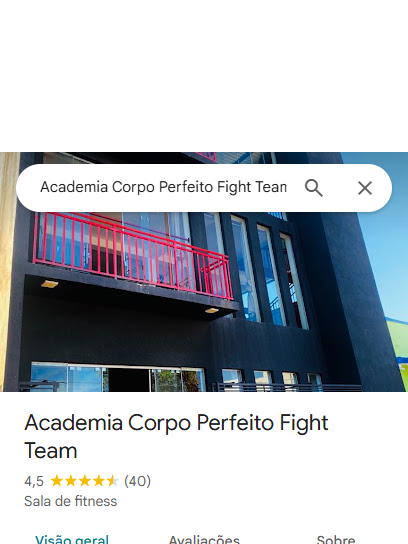 Academia Corpo Perfeito Fight Team
Academia Corpo Perfeito Fight
Team
4,5 (40)
Sala de fitness
Visão geral Avaliações Sobre